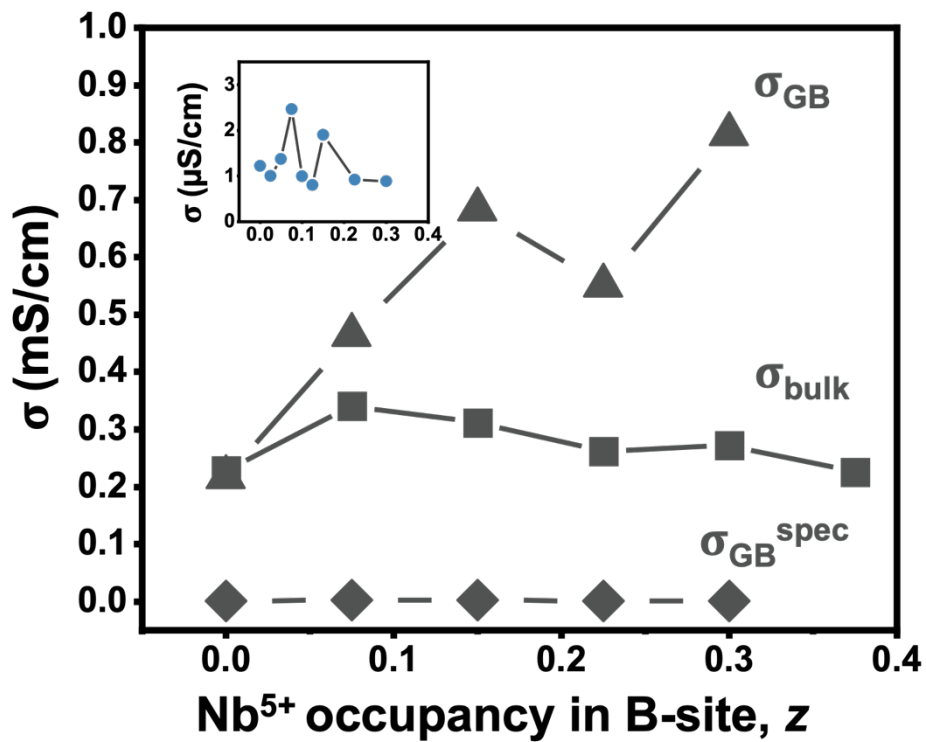 1.0
0.9
0.8
0.7
0.6
0.5
0.4
0.3
0.2
0.1
0.0
σ (mS/cm)
3
2
1
0
σ (µS/cm)
0.0 0.1 0.2 0.3 0.4
σGB
σbulk
σGBspec
0.0 0.1 0.2 0.3 0.4
Nb5+ occupancy in B-site, z